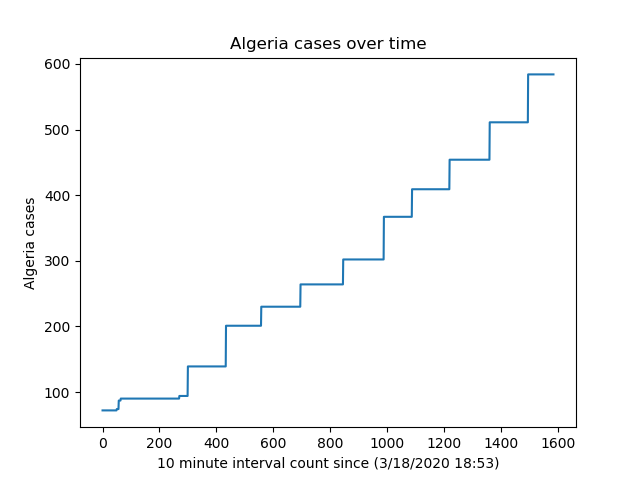 Algeria cases over time
600
500
400
300
200
100
Algeria cases
0 200 400 600 800 1000 1200 1400 1600
10 minute interval count since (3/18/2020 18:53)